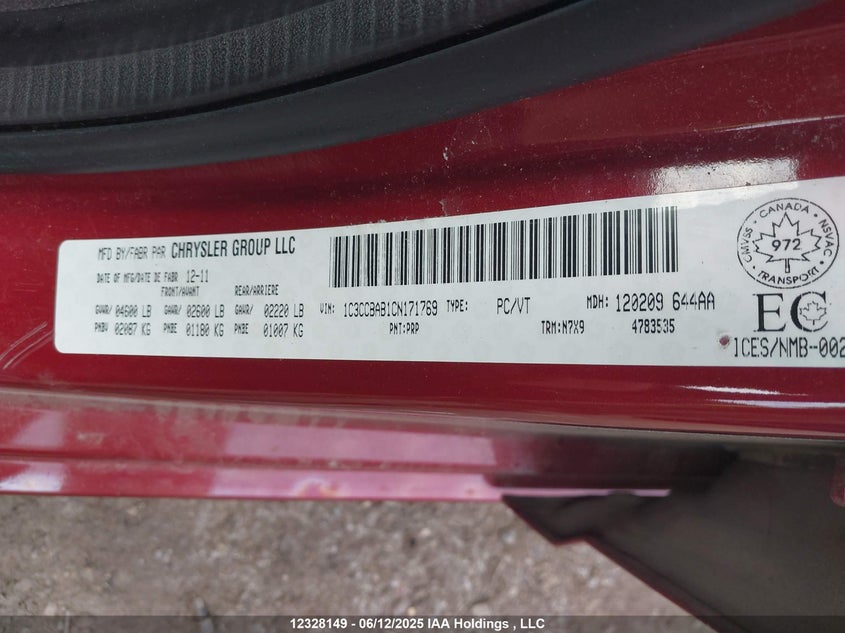 MFD BY/FABR PAR CHRYSLER GROUP LLC
DATE OF MFG/DATE DE FABR 12-11
FRONT/AVANT REAR/ARRIERE
GVWR/ 04600 LB GAWR/ 02600 LB GAWR/ 02220 LB
PNBV 02087 KG PNBE 01180 KG PNBE 01007 KG
VIN: 1C3CCBAB1CN171769 TYPE: PC/VT MDH: 120209 644AA
PNT:PRP TRM:N7X9 4783535
CANADA
CMVSS NSVAC
972
TRANSPORT
EC
ICES/NMB-002
12328149 - 06/12/2025 IAA Holdings , LLC